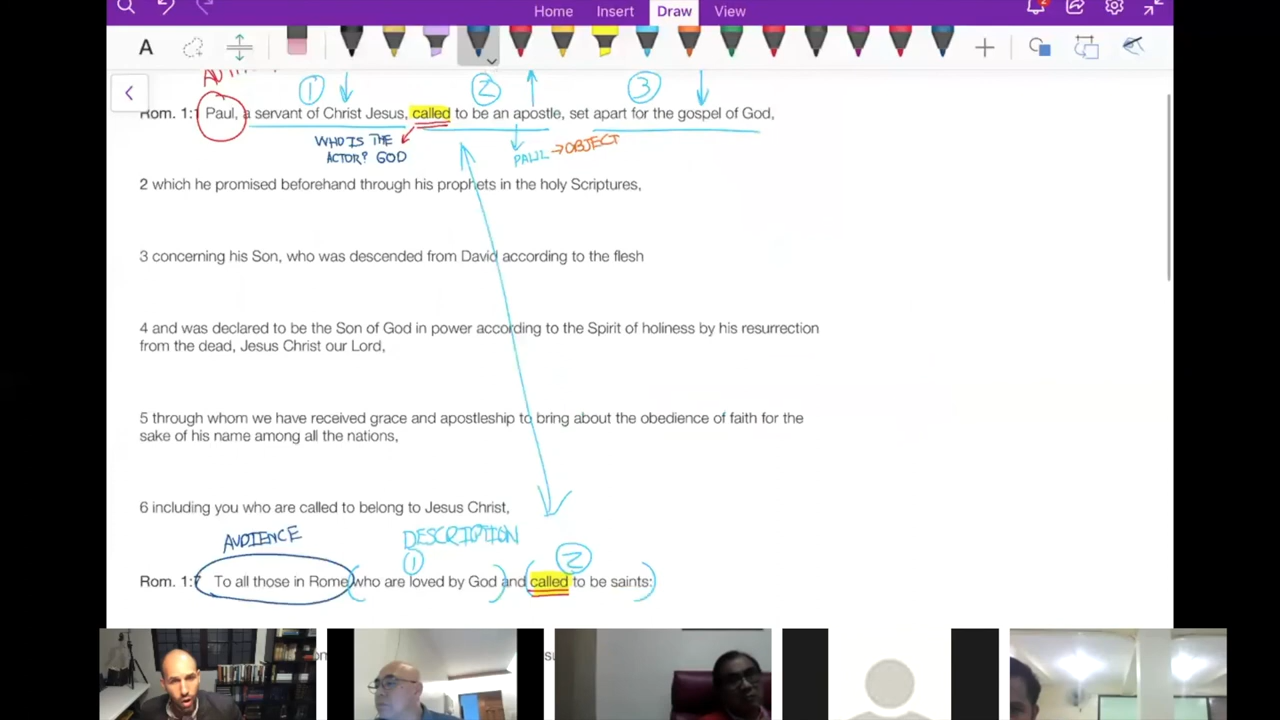 Home Insert Draw View
A
① ② ③
Rom. 1:1 Paul, a servant of Christ Jesus, called to be an apostle, set apart for the gospel of God,
WHO IS THE
ACTOR? GOD
PAUL → OBJECT
2 which he promised beforehand through his prophets in the holy Scriptures,
3 concerning his Son, who was descended from David according to the flesh
4 and was declared to be the Son of God in power according to the Spirit of holiness by his resurrection
from the dead, Jesus Christ our Lord,
5 through whom we have received grace and apostleship to bring about the obedience of faith for the
sake of his name among all the nations,
6 including you who are called to belong to Jesus Christ,
AUDIENCE DESCRIPTION
① ②
Rom. 1:7 To all those in Rome who are loved by God and called to be saints: